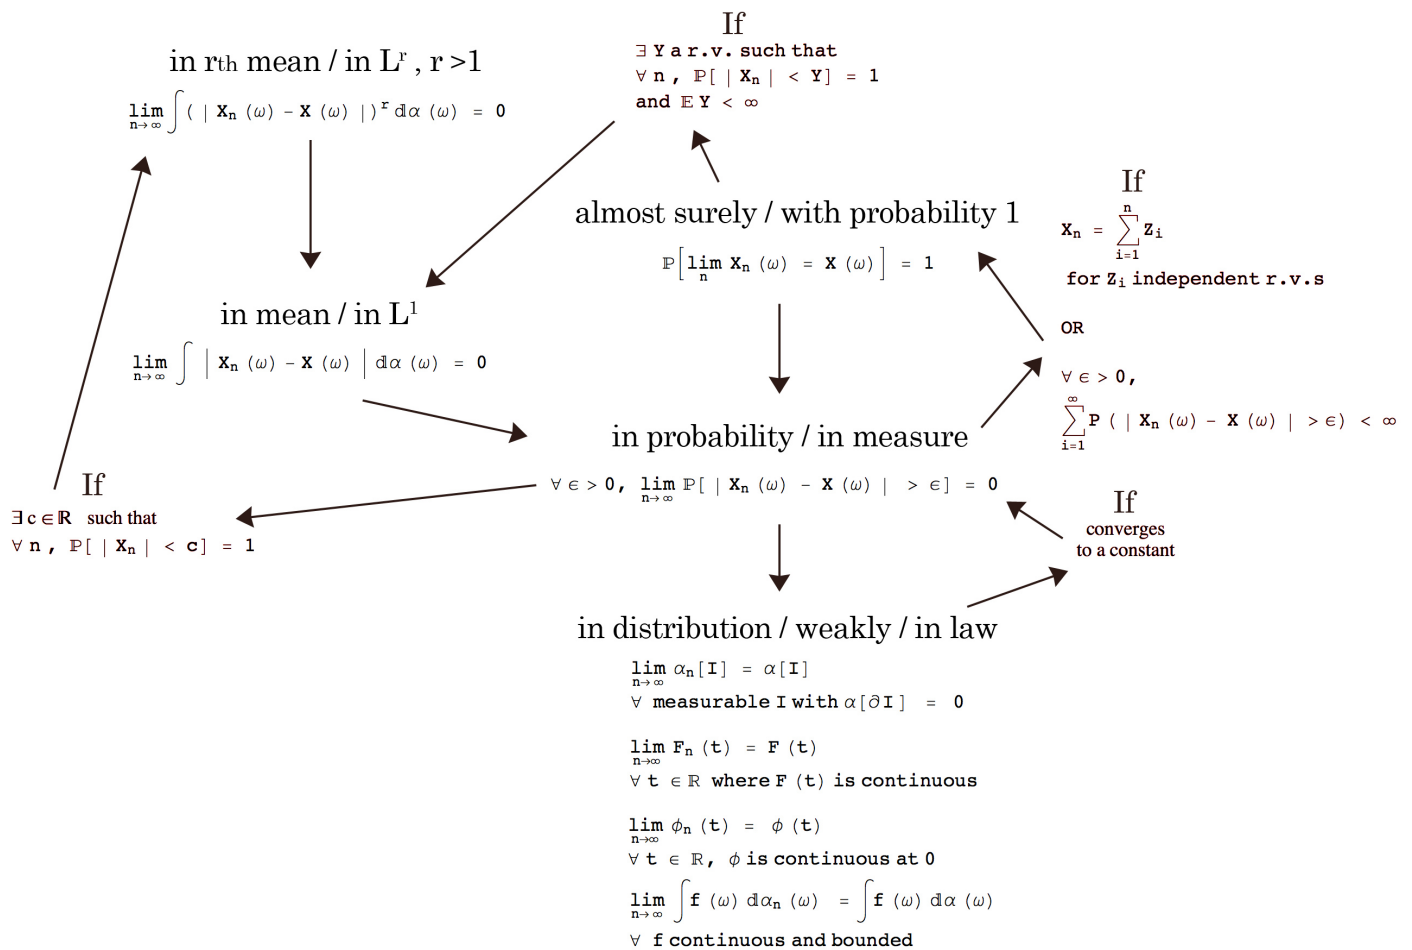 in rth mean / in Lʳ , r >1
lim n→∞ ∫( | Xₙ (ω) – X (ω) | )ʳ 𝕕α (ω) = 0
If
∃ Y a r.v. such that
∀ n , ℙ[ | Xₙ | < Y] = 1
and 𝔼 Y < ∞
almost surely / with probability 1
ℙ[lim n Xₙ (ω) = X (ω)] = 1
If
Xₙ = ∑ i=1 n Zᵢ
for Zᵢ independent r.v.s
OR
∀ ∈ > 0,
∑ i=1 ∞ P ( | Xₙ (ω) – X (ω) | > ∈) < ∞
in mean / in L¹
lim n→∞ ∫ | Xₙ (ω) – X (ω) | 𝕕α (ω) = 0
in probability / in measure
∀ ∈ > 0, lim n→∞ ℙ[ | Xₙ (ω) – X (ω) | > ∈] = 0
If
∃ c ∈ ℝ such that
∀ n , ℙ[ | Xₙ | < c] = 1
If
converges
to a constant
in distribution / weakly / in law
lim n→∞ αₙ[I] = α[I]
∀ measurable I with α[∂I] = 0
lim n→∞ Fₙ (t) = F (t)
∀ t ∈ ℝ where F (t) is continuous
lim n→∞ ϕₙ (t) = ϕ (t)
∀ t ∈ ℝ, ϕ is continuous at 0
lim n→∞ ∫f (ω) 𝕕αₙ (ω) = ∫f (ω) 𝕕α (ω)
∀ f continuous and bounded